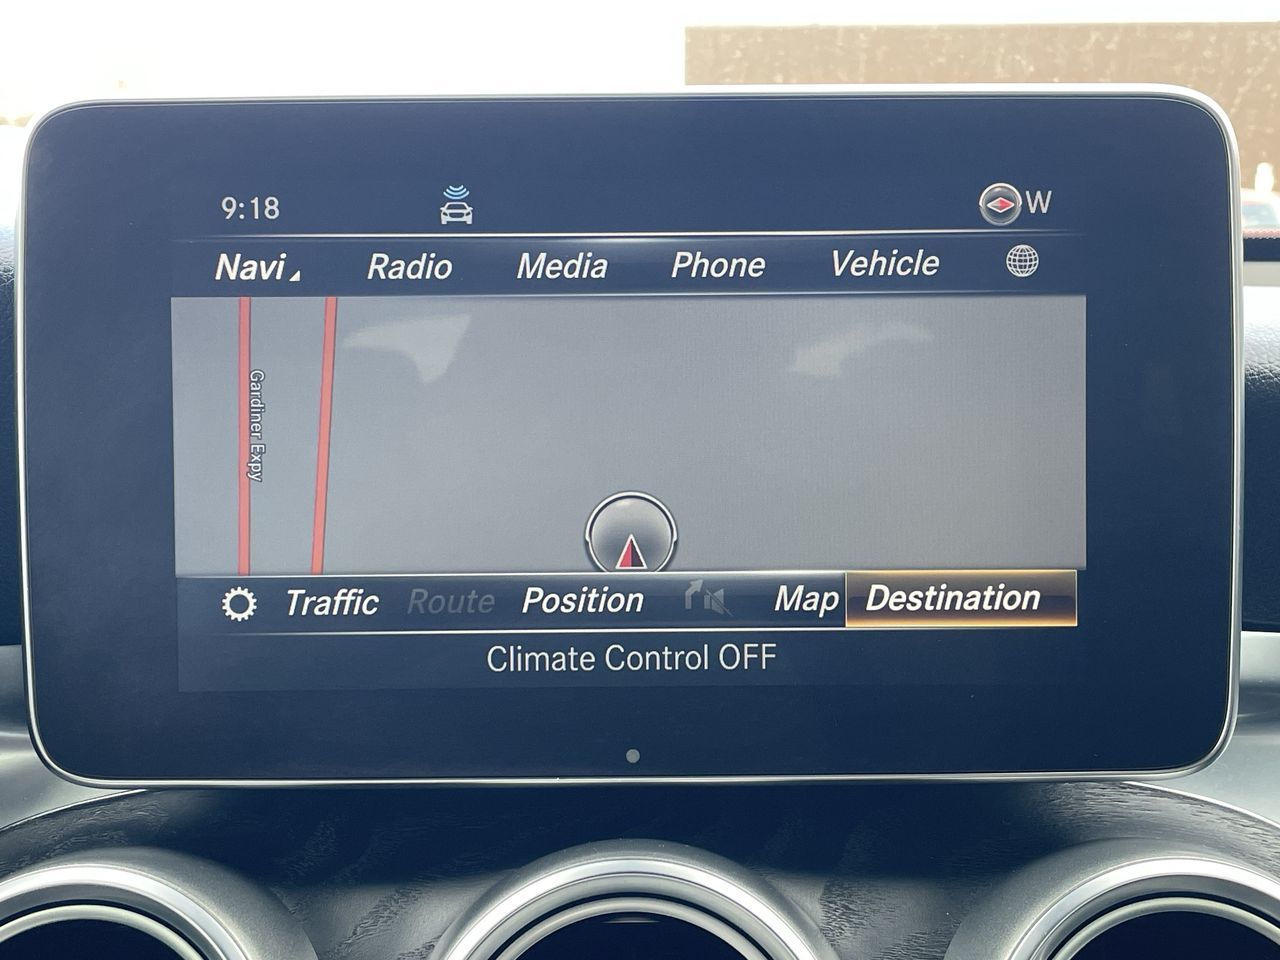 9:18 W
Navi Radio Media Phone Vehicle
Gardiner Expy
Traffic Route Position Map Destination
Climate Control OFF